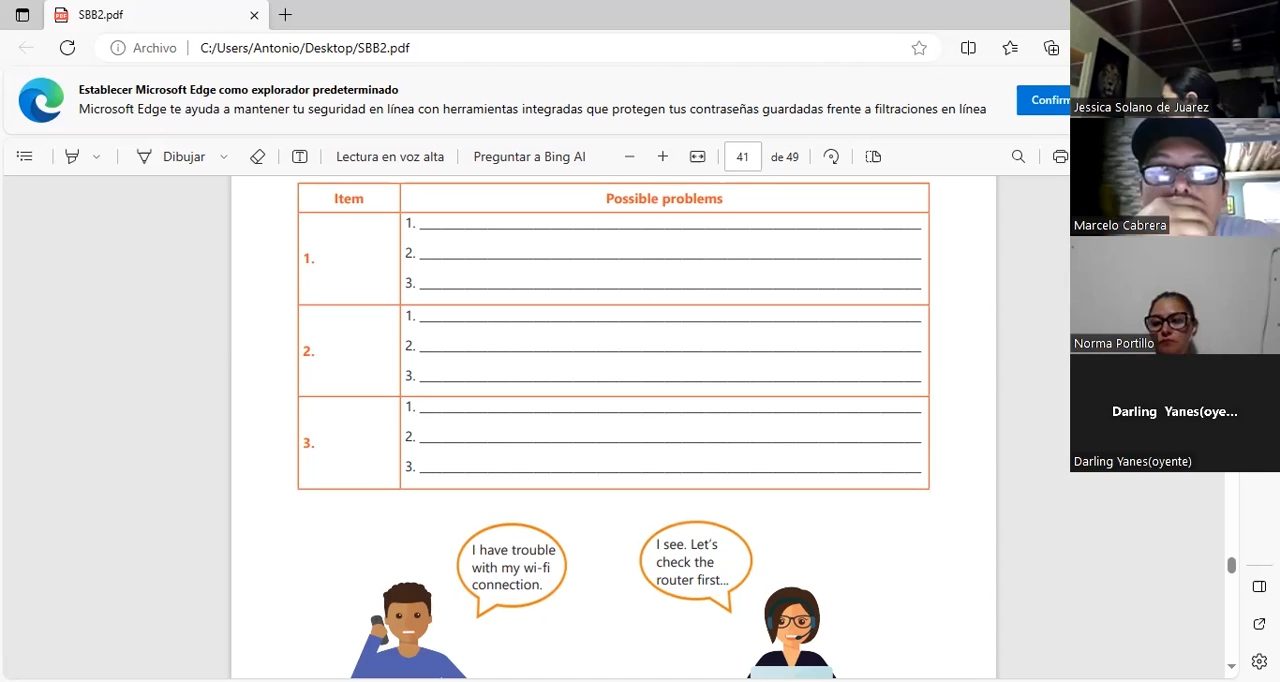 SBB2.pdf
Archivo
C:/Users/Antonio/Desktop/SBB2.pdf
Establecer Microsoft Edge como explorador predeterminado
Microsoft Edge te ayuda a mantener tu seguridad en línea con herramientas integradas que protegen tus contraseñas guardadas frente a filtraciones en línea
Confirm
Dibujar
Lectura en voz alta
Preguntar a Bing AI
41
de 49
Item
Possible problems
1.
1.
2.
3.
2.
1.
2.
3.
3.
1.
2.
3.
I have trouble
with my wi-fi
connection.
I see. Let's
check the
router first...
Jessica Solano de Juarez
Marcelo Cabrera
Norma Portillo
Darling Yanes(oye...
Darling Yanes(oyente)